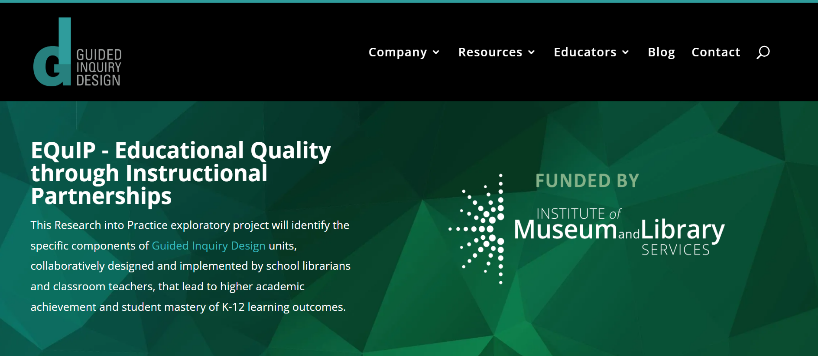 GUIDED
INQUIRY
DESIGN
Company Resources Educators Blog Contact
EQuIP - Educational Quality
through Instructional
Partnerships
This Research into Practice exploratory project will identify the
specific components of Guided Inquiry Design units,
collaboratively designed and implemented by school librarians
and classroom teachers, that lead to higher academic
achievement and student mastery of K-12 learning outcomes.
FUNDED BY
INSTITUTE of
Museum and Library
SERVICES